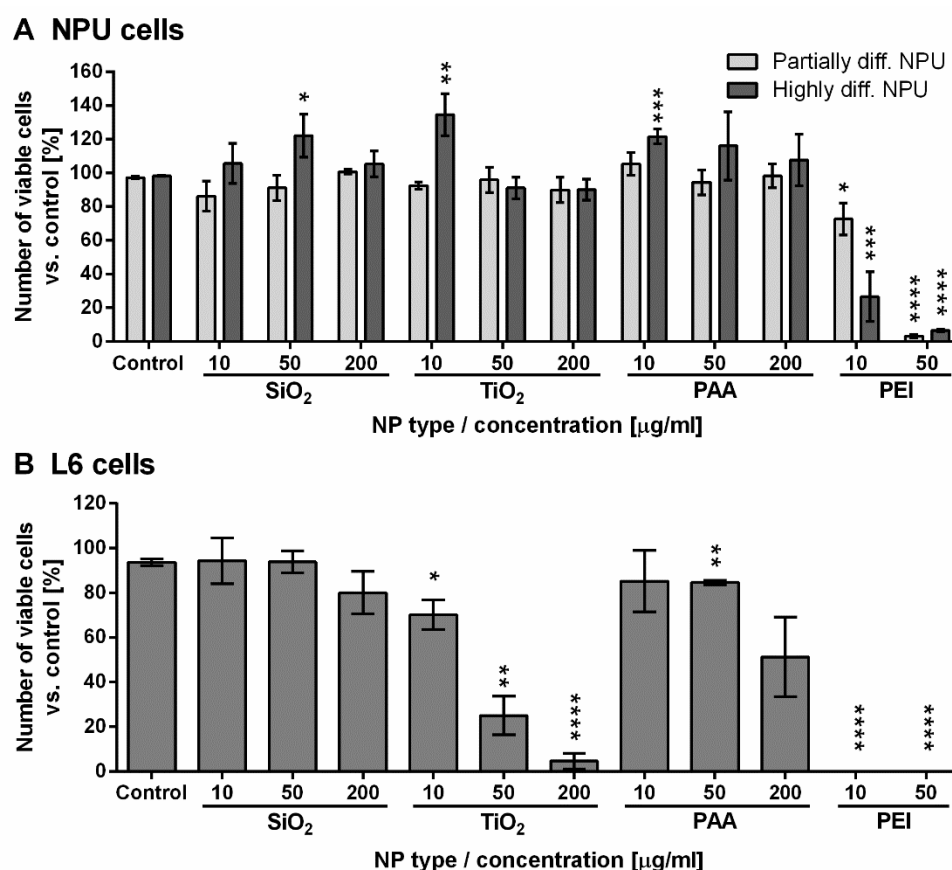 A NPU cells
Partially diff. NPU
Highly diff. NPU
Number of viable cells
vs. control [%]
160
140
120
100
80
60
40
20
0
*
**
***
*
***
****
****
Control 10 50 200 10 50 200 10 50 200 10 50
SiO₂ TiO₂ PAA PEI
NP type / concentration [μg/ml]
B L6 cells
Number of viable cells
vs. control [%]
120
100
80
60
40
20
0
*
**
****
**
****
****
Control 10 50 200 10 50 200 10 50 200 10 50
SiO₂ TiO₂ PAA PEI
NP type / concentration [μg/ml]